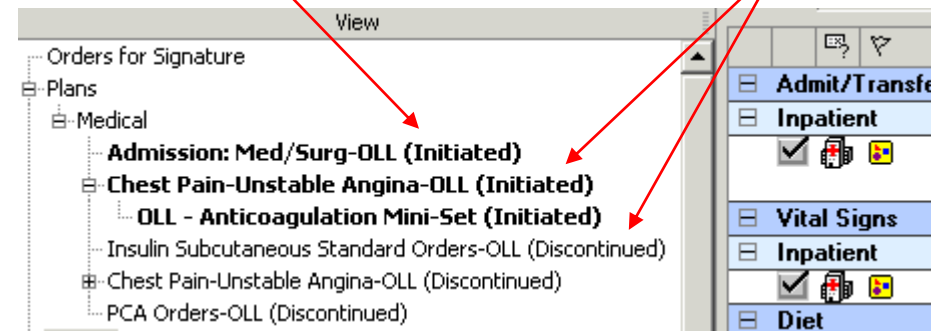 View
Orders for Signature
Plans
Medical
Admission: Med/Surg-OLL (Initiated)
Chest Pain-Unstable Angina-OLL (Initiated)
OLL - Anticoagulation Mini-Set (Initiated)
Insulin Subcutaneous Standard Orders-OLL (Discontinued)
Chest Pain-Unstable Angina-OLL (Discontinued)
PCA Orders-OLL (Discontinued)
Admit/Transfe
Inpatient
Vital Signs
Inpatient
Diet